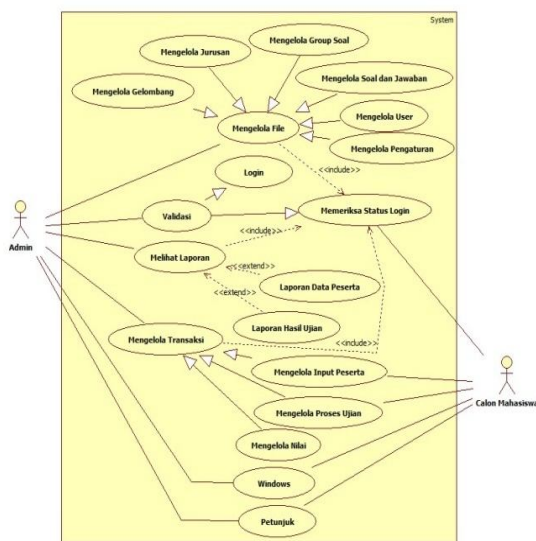 System
Mengelola Group Soal
Mengelola Jurusan
Mengelola Soal dan Jawaban
Mengelola Gelombang
Mengelola User
Mengelola File
Mengelola Pengaturan
<<include>>
Login
Memeriksa Status Login
Validasi
Admin
<<include>>
Melihat Laporan
<<extend>>
Laporan Data Peserta
<<extend>>
Laporan Hasil Ujian
Mengelola Transaksi
<<include>>
Mengelola Input Peserta
Mengelola Proses Ujian
Calon Mahasiswa
Mengelola Nilai
Windows
Petunjuk